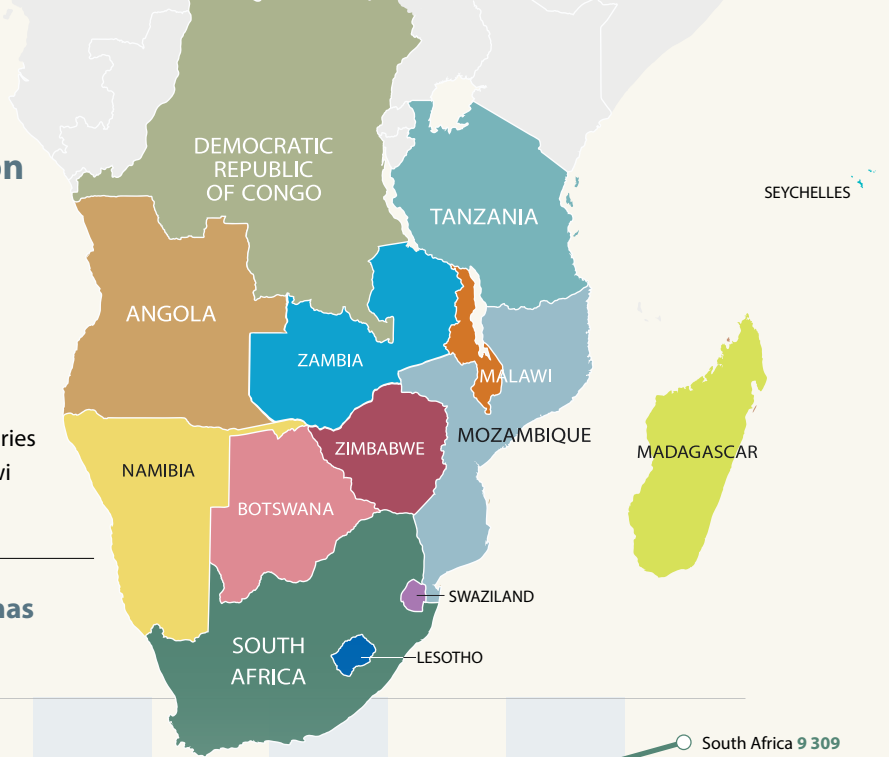 on
DEMOCRATIC
REPUBLIC
OF CONGO
SEYCHELLES
TANZANIA
ANGOLA
ZAMBIA
MALAWI
ries
MOZAMBIQUE
ZIMBABWE
MADAGASCAR
NAMIBIA
vi
BOTSWANA
SWAZILAND
nas
SOUTH
AFRICA
LESOTHO
South Africa 9 309